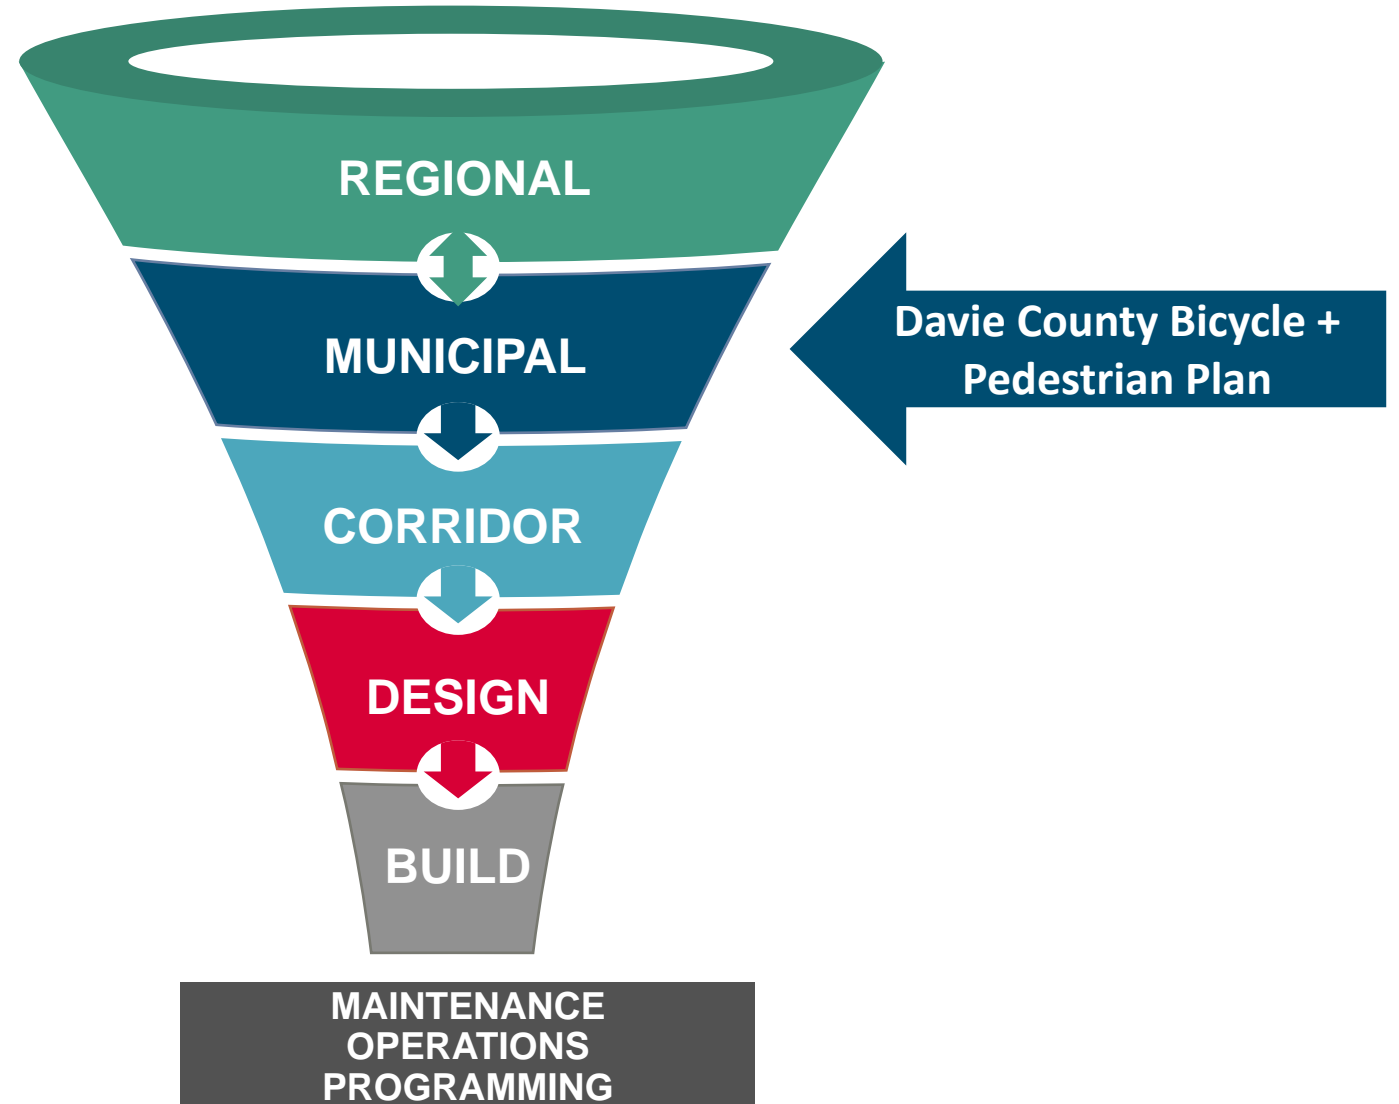 REGIONAL
MUNICIPAL
Davie County Bicycle +
Pedestrian Plan
CORRIDOR
DESIGN
BUILD
MAINTENANCE
OPERATIONS
PROGRAMMING